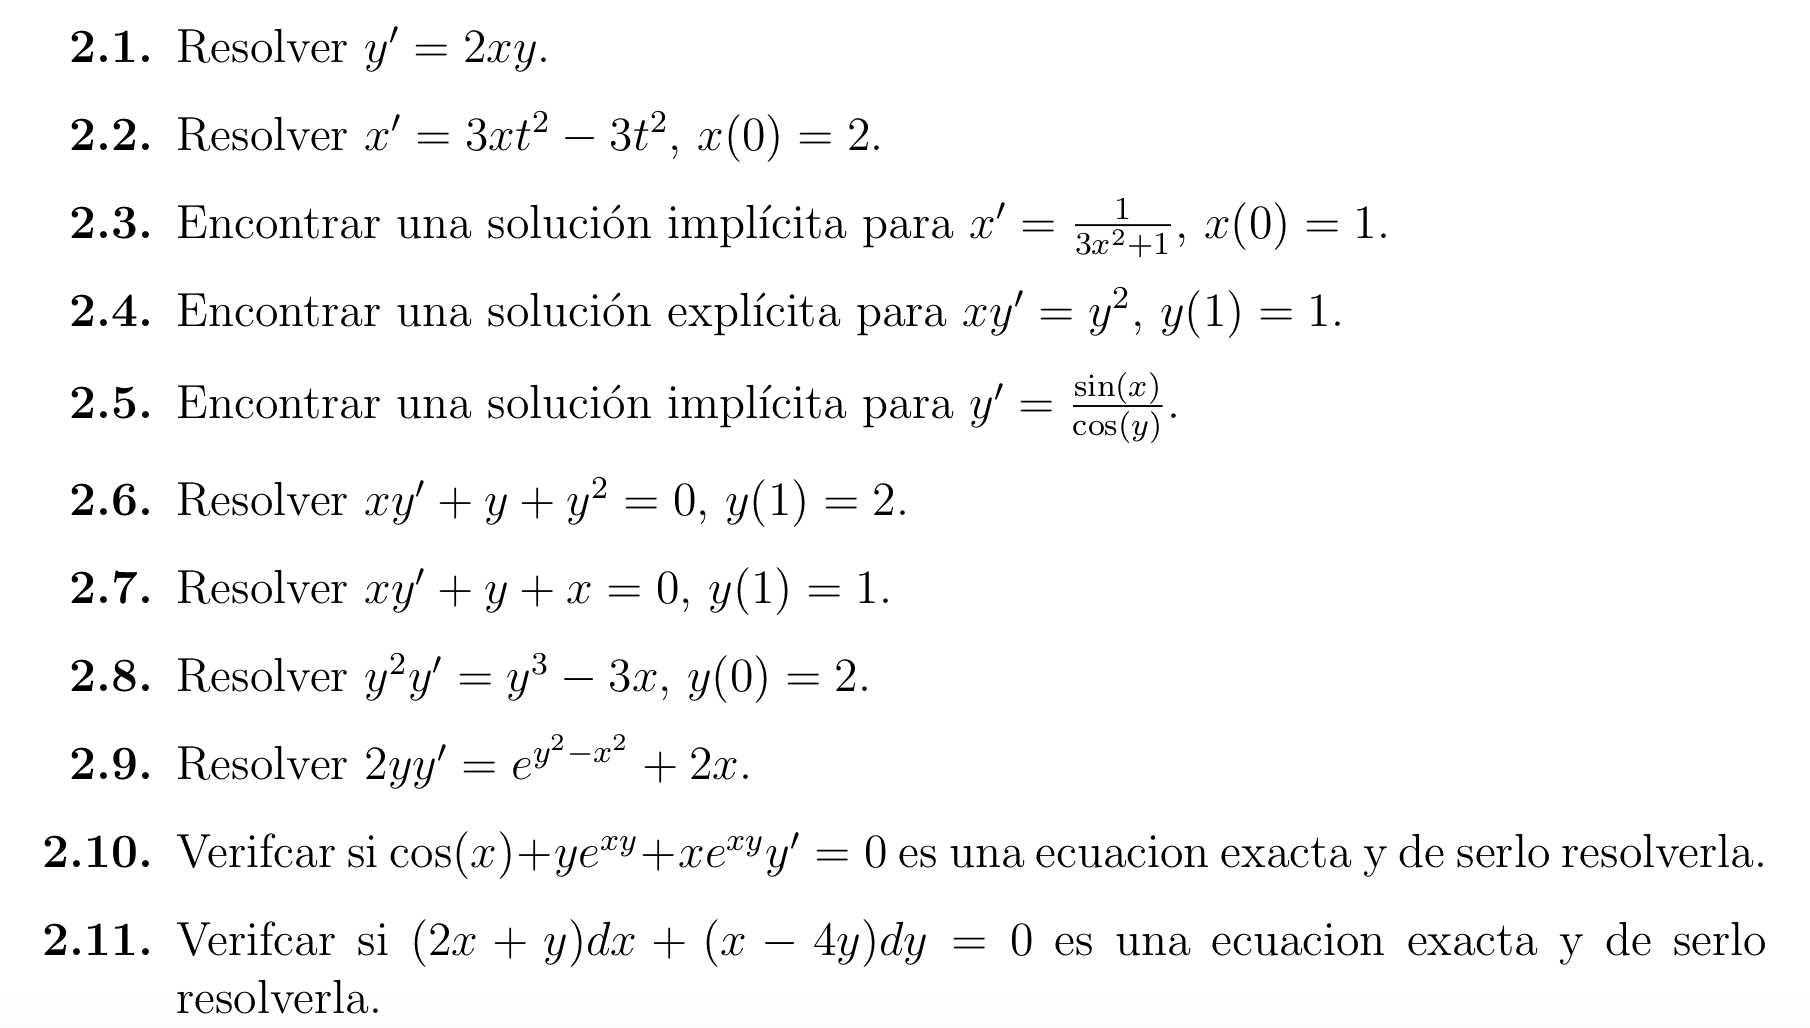 2.1. Resolver y′ = 2xy.
2.2. Resolver x′ = 3xt² − 3t², x(0) = 2.
2.3. Encontrar una solución implícita para x′ = 1/(3x²+1), x(0) = 1.
2.4. Encontrar una solución explícita para xy′ = y², y(1) = 1.
2.5. Encontrar una solución implícita para y′ = sin(x)/cos(y).
2.6. Resolver xy′ + y + y² = 0, y(1) = 2.
2.7. Resolver xy′ + y + x = 0, y(1) = 1.
2.8. Resolver y²y′ = y³ − 3x, y(0) = 2.
2.9. Resolver 2yy′ = e^(y²−x²) + 2x.
2.10. Verifcar si cos(x)+ye^(xy)+xe^(xy)y′ = 0 es una ecuacion exacta y de serlo resolverla.
2.11. Verifcar si (2x + y)dx + (x − 4y)dy = 0 es una ecuacion exacta y de serlo
resolverla.